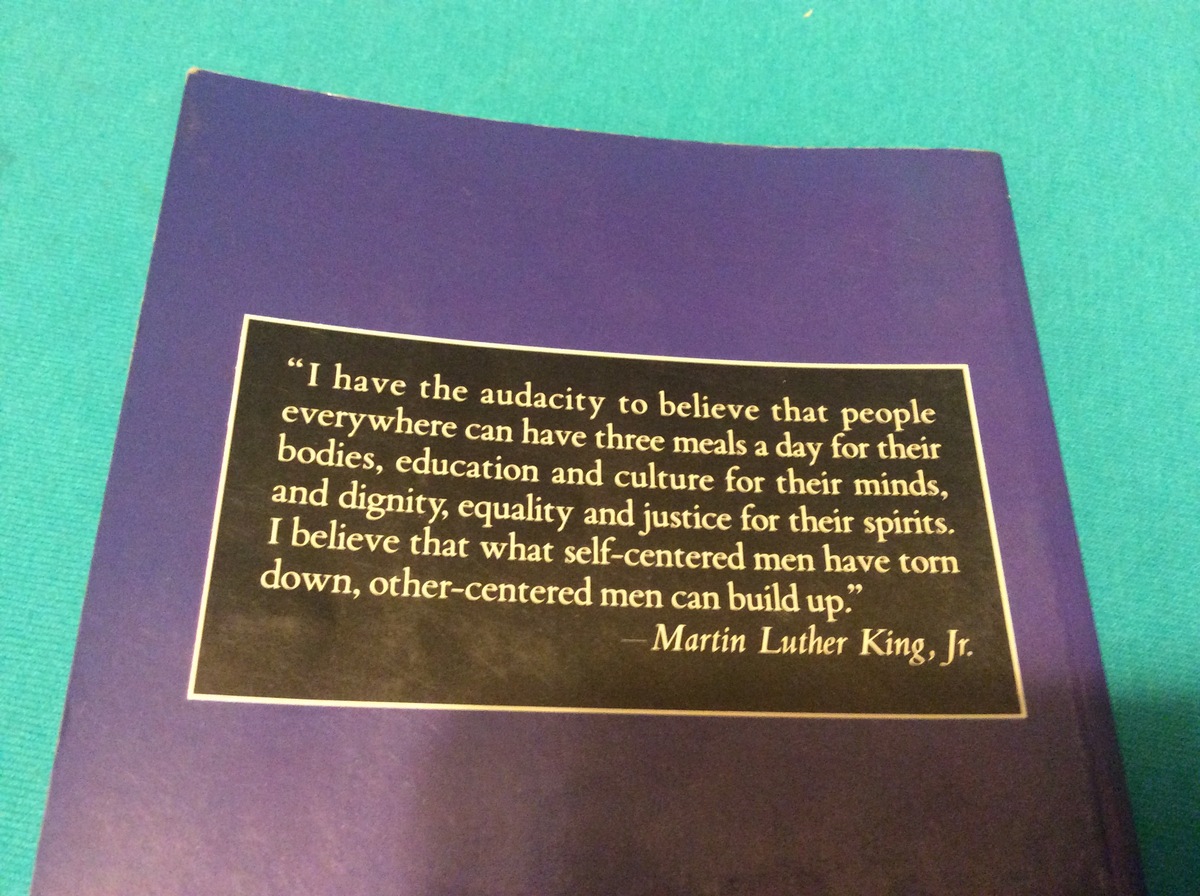 “I have the audacity to believe that people
everywhere can have three meals a day for their
bodies, education and culture for their minds,
and dignity, equality and justice for their spirits.
I believe that what self-centered men have torn
down, other-centered men can build up.”
—Martin Luther King, Jr.